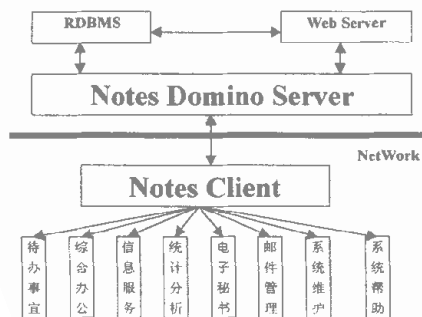 RDBMS
Web Server
Notes Domino Server
NetWork
Notes Client
待办事宜
综合办公
信息服务
统计分析
电子秘书
邮件管理
系统维护
系统帮助